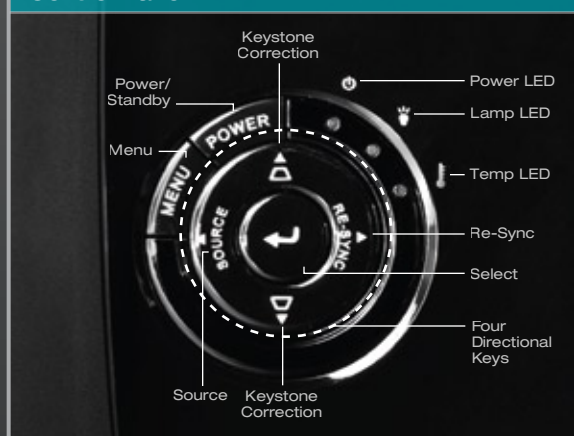 Keystone
Correction
Power/
Standby
Power LED
Lamp LED
Menu
Temp LED
POWER
MENU
SOURCE
RE-SYNC
Re-Sync
Select
Four
Directional
Keys
Source
Keystone
Correction